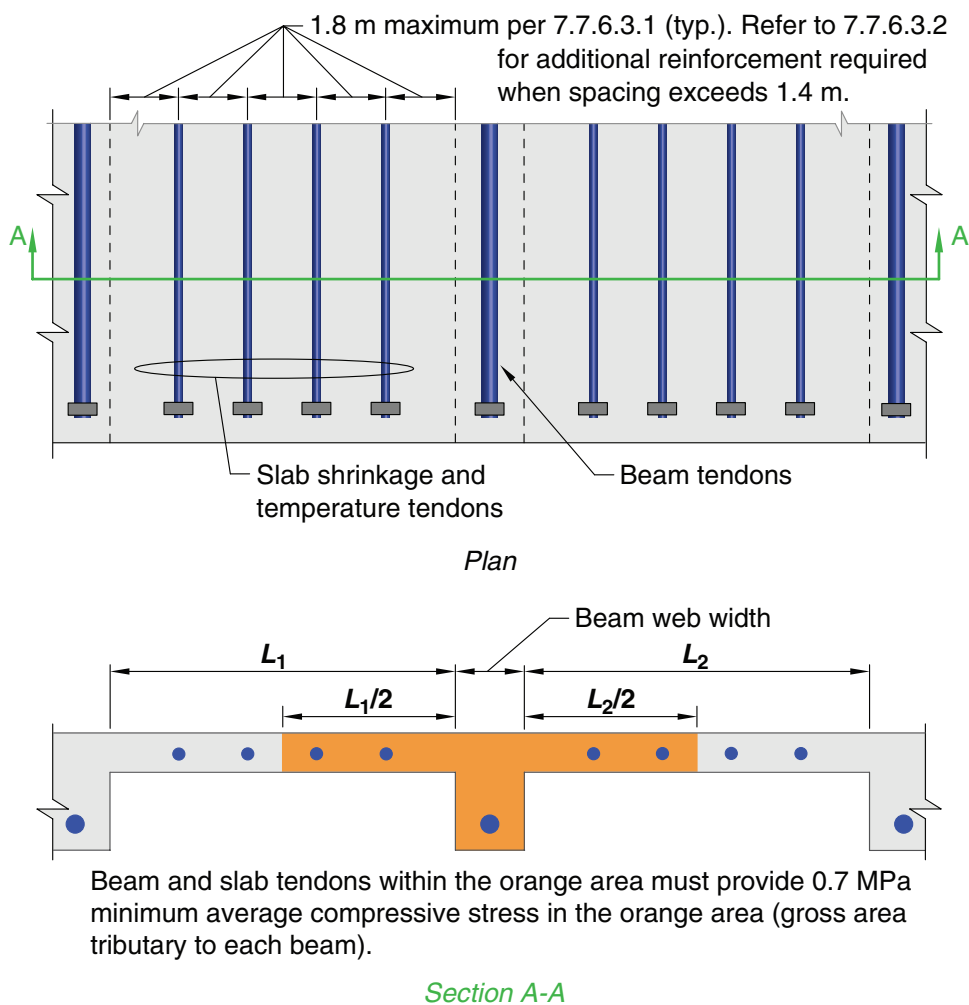 1.8 m maximum per 7.7.6.3.1 (typ.). Refer to 7.7.6.3.2
for additional reinforcement required
when spacing exceeds 1.4 m.
A
A
Slab shrinkage and
temperature tendons
Beam tendons
Plan
Beam web width
L1
L2
L1/2
L2/2
Beam and slab tendons within the orange area must provide 0.7 MPa
minimum average compressive stress in the orange area (gross area
tributary to each beam).
Section A-A